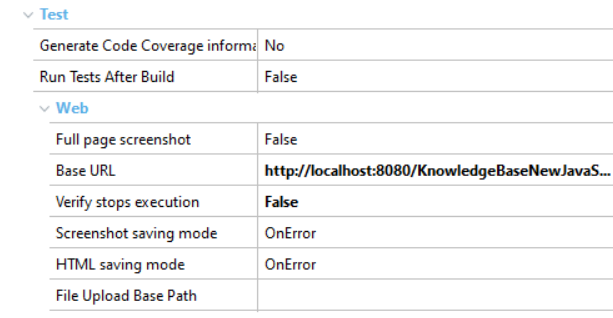 Test
Generate Code Coverage informa No
Run Tests After Build False
Web
Full page screenshot False
Base URL http://localhost:8080/KnowledgeBaseNewJavaS...
Verify stops execution False
Screenshot saving mode OnError
HTML saving mode OnError
File Upload Base Path